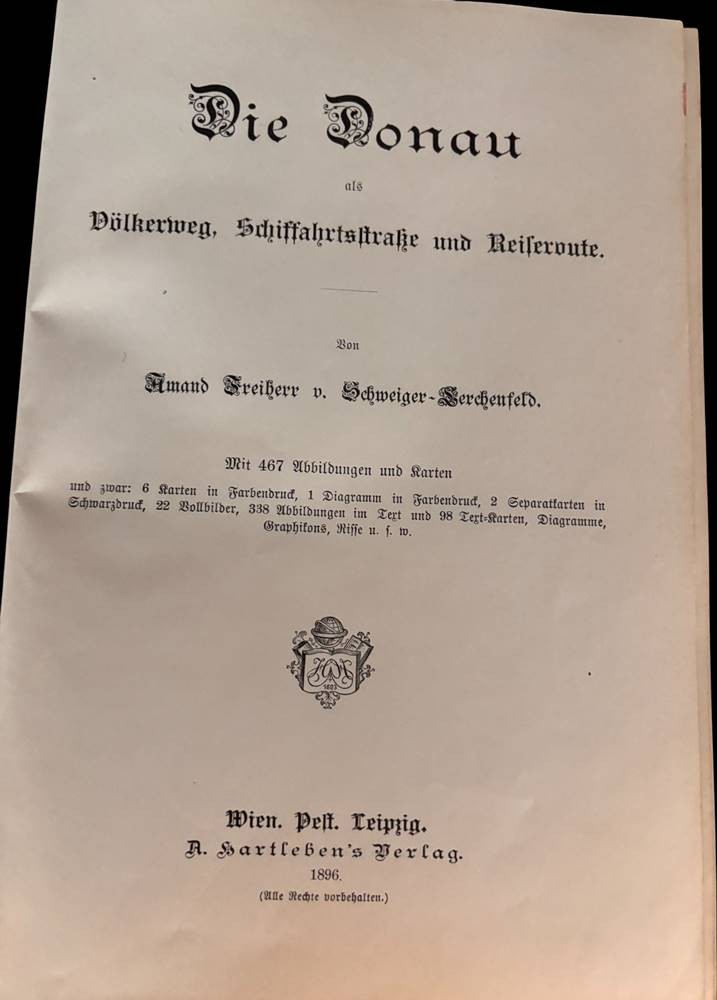 Die Donau
als
Völkerweg, Schiffahrtsstraße und Reiseroute.
Von
Amand Freiherr v. Schweiger-Lerchenfeld.
Mit 467 Abbildungen und Karten
und zwar: 6 Karten in Farbendruck, 1 Diagramm in Farbendruck, 2 Separatkarten in
Schwarzdruck, 22 Vollbilder, 338 Abbildungen im Text und 98 Text-Karten, Diagramme,
Graphikons, Risse u. s. w.
1803
Wien. Pest. Leipzig.
A. Hartleben's Verlag.
1896.
(Alle Rechte vorbehalten.)